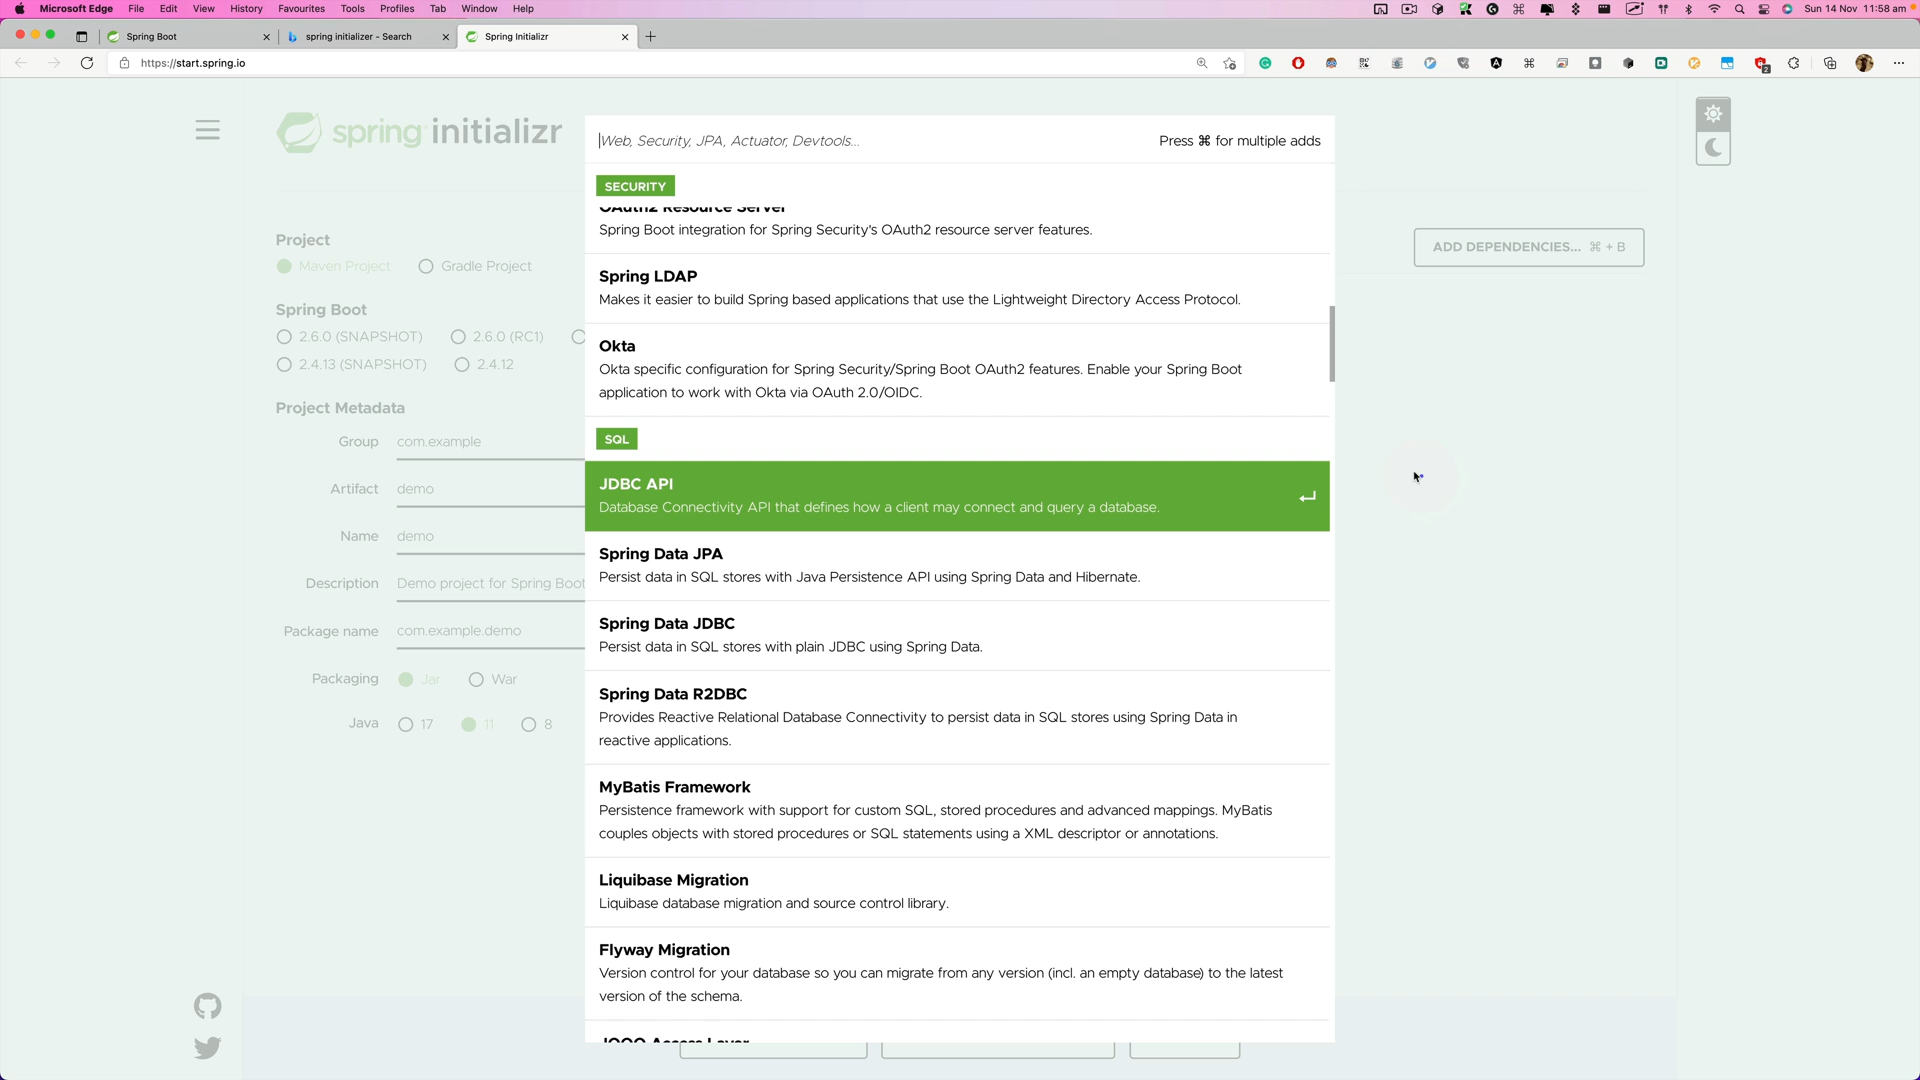 Microsoft Edge File Edit View History Favourites Tools Profiles Tab Window Help Sun 14 Nov 11:58 am
Spring Boot spring initializer - Search Spring Initializr
https://start.spring.io
spring initializr
Web, Security, JPA, Actuator, Devtools...
Press ⌘ for multiple adds
SECURITY
OAuth2 Resource Server
Spring Boot integration for Spring Security's OAuth2 resource server features.
Spring LDAP
Makes it easier to build Spring based applications that use the Lightweight Directory Access Protocol.
Okta
Okta specific configuration for Spring Security/Spring Boot OAuth2 features. Enable your Spring Boot
application to work with Okta via OAuth 2.0/OIDC.
SQL
JDBC API
Database Connectivity API that defines how a client may connect and query a database.
Spring Data JPA
Persist data in SQL stores with Java Persistence API using Spring Data and Hibernate.
Spring Data JDBC
Persist data in SQL stores with plain JDBC using Spring Data.
Spring Data R2DBC
Provides Reactive Relational Database Connectivity to persist data in SQL stores using Spring Data in
reactive applications.
MyBatis Framework
Persistence framework with support for custom SQL, stored procedures and advanced mappings. MyBatis
couples objects with stored procedures or SQL statements using a XML descriptor or annotations.
Liquibase Migration
Liquibase database migration and source control library.
Flyway Migration
Version control for your database so you can migrate from any version (incl. an empty database) to the latest
version of the schema.
JOOQ Access Layer
Project
Maven Project Gradle Project
Spring Boot
2.6.0 (SNAPSHOT) 2.6.0 (RC1)
2.4.13 (SNAPSHOT) 2.4.12
Project Metadata
Group com.example
Artifact demo
Name demo
Description Demo project for Spring Boot
Package name com.example.demo
Packaging Jar War
Java 17 11 8
ADD DEPENDENCIES... ⌘ + B